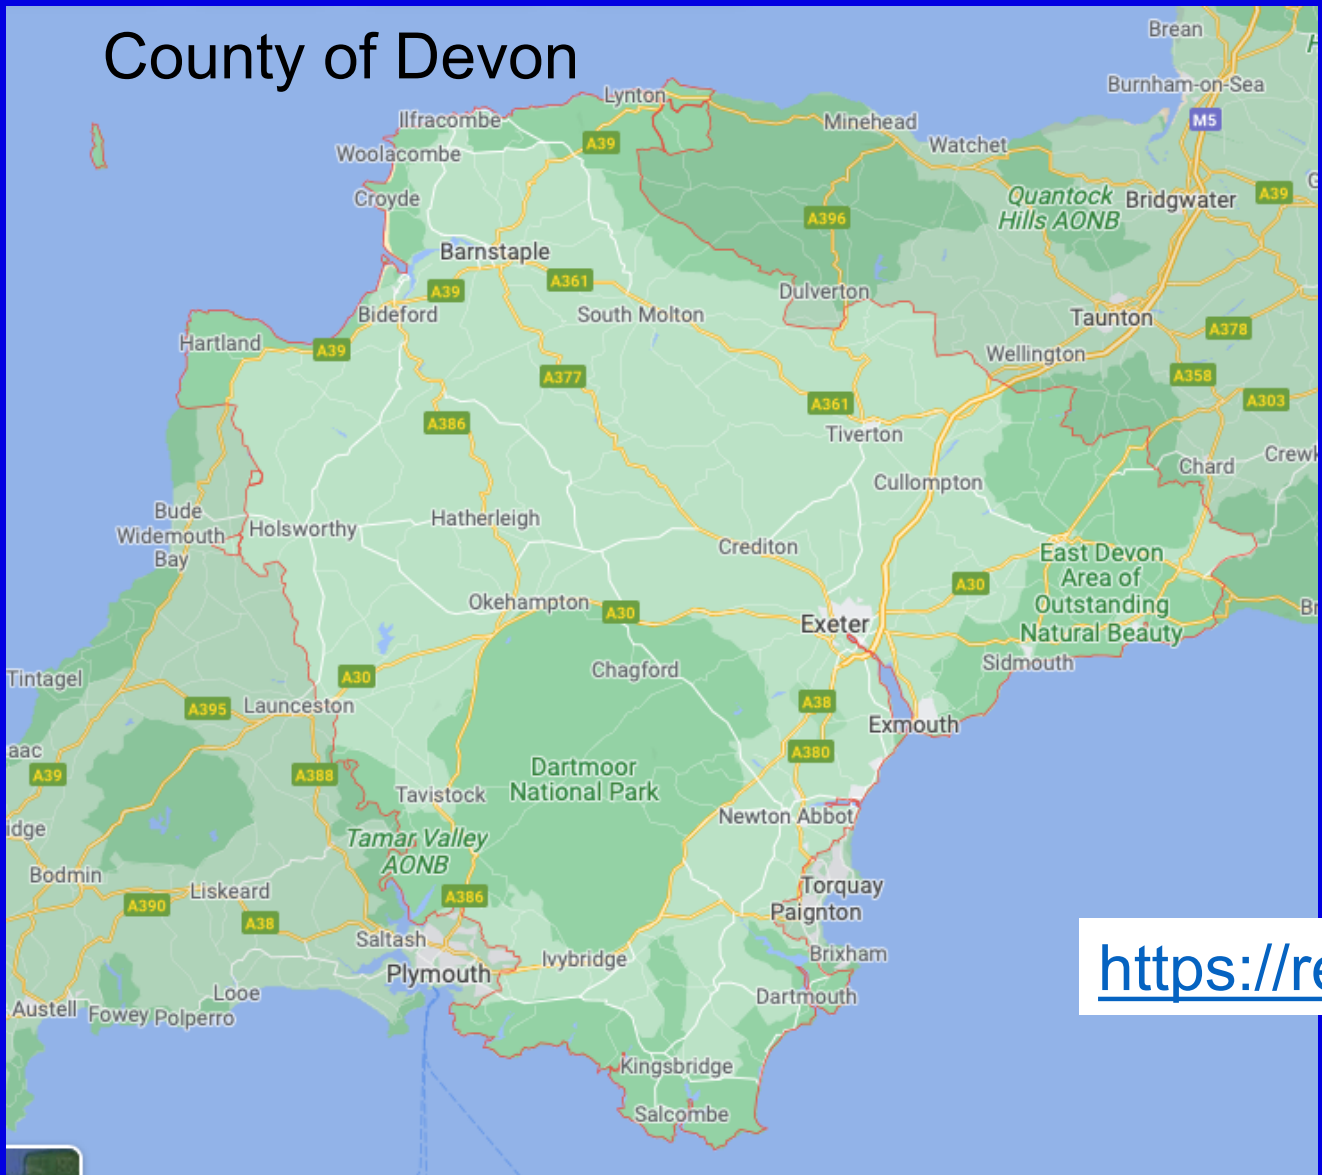 County of Devon
Brean
Burnham-on-Sea
M5
Lynton
Ilfracombe
A39
Minehead
Woolacombe
Watchet
Croyde
Quantock
Hills AONB
Bridgwater
A39
A396
Barnstaple
A361
A39
Dulverton
Bideford
South Molton
Taunton
A378
Hartland
A39
Wellington
A377
A358
A361
A303
A386
Tiverton
Crewk
Chard
Cullompton
Bude
Widemouth
Bay
Holsworthy
Hatherleigh
Crediton
East Devon
Area of
Outstanding
Natural Beauty
A30
Okehampton
A30
Exeter
Br
Sidmouth
Chagford
Tintagel
A30
A395
Launceston
A38
Exmouth
aac
A39
A388
A380
Dartmoor
National Park
Tavistock
Newton Abbot
idge
Tamar Valley
AONB
Bodmin
Liskeard
A386
Torquay
A390
A38
Paignton
Saltash
Brixham
Ivybridge
Plymouth
https://re
Looe
Dartmouth
Austell
Fowey
Polperro
Kingsbridge
Salcombe